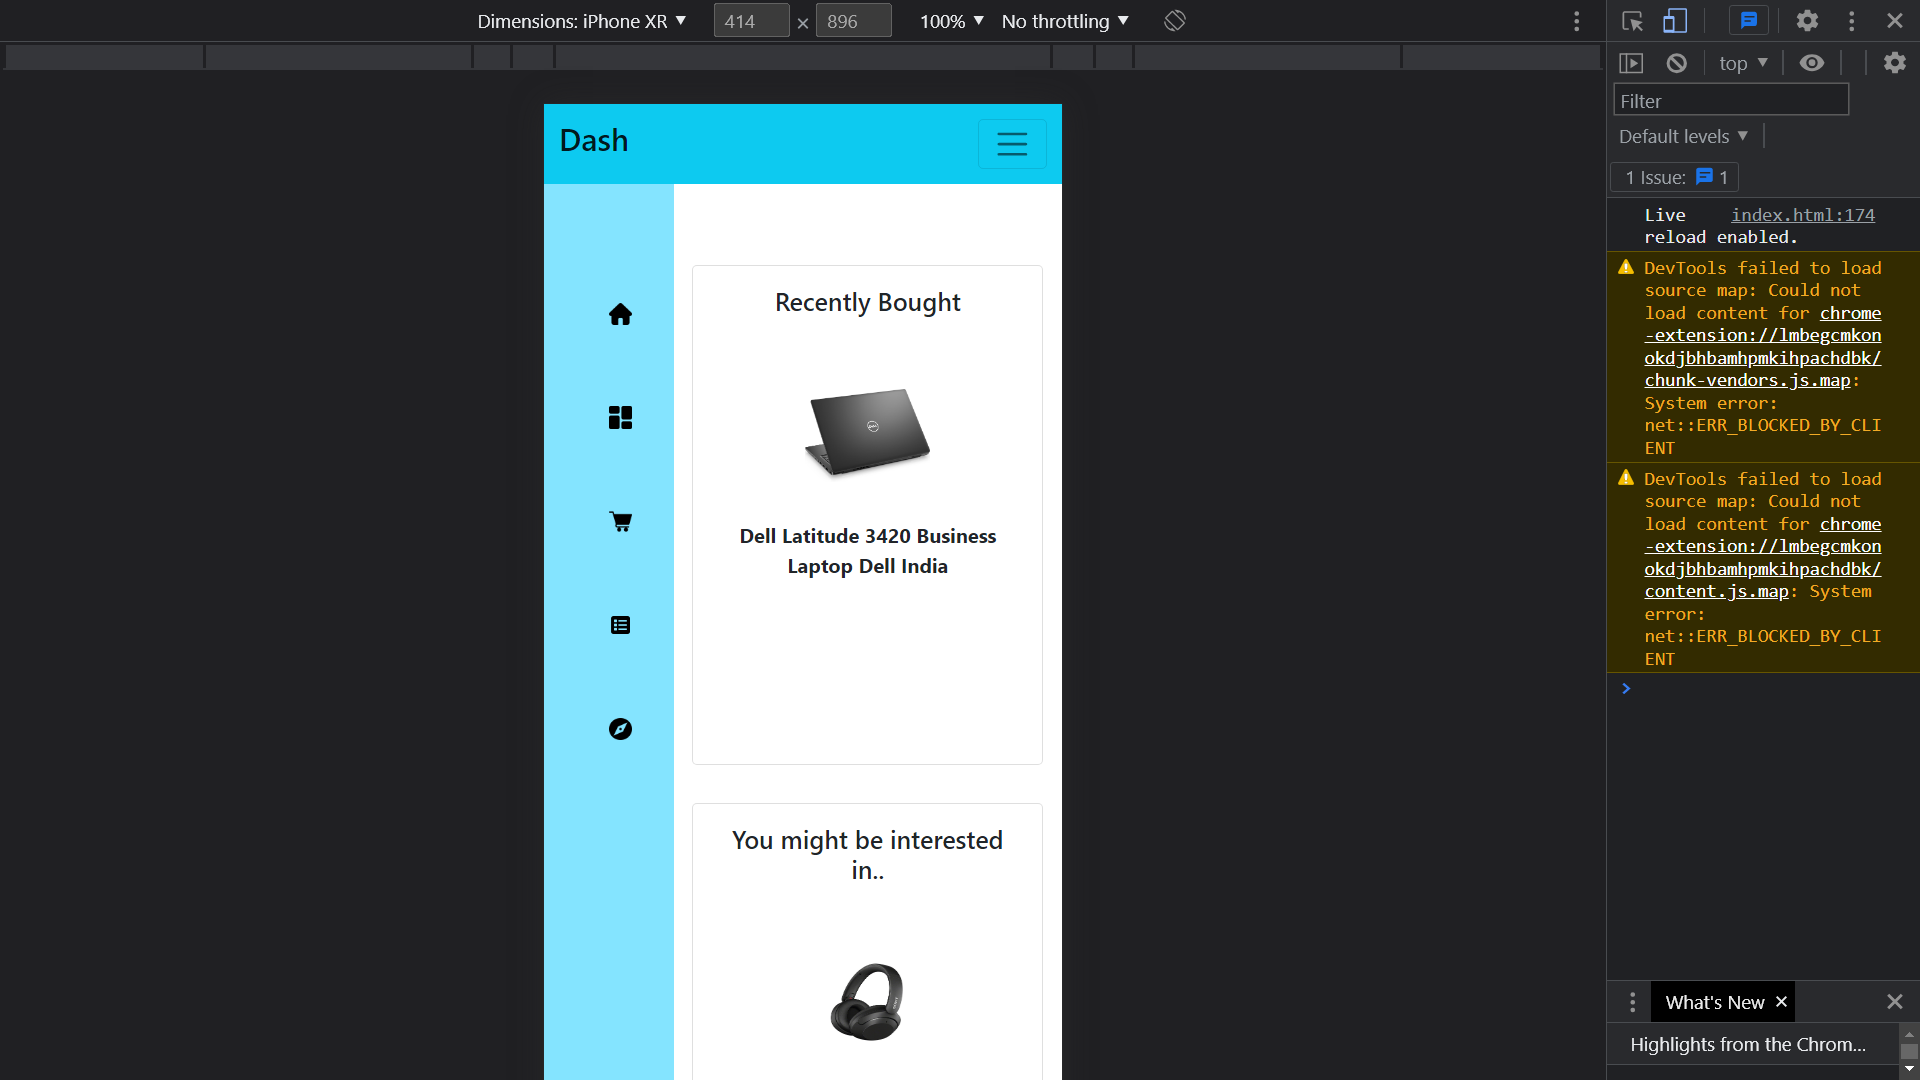 Dimensions: iPhone XR ▼ 414 × 896 100% ▼ No throttling ▼
top ▼
Filter
Default levels ▼
1 Issue: 1
Live index.html:174
reload enabled.
DevTools failed to load
source map: Could not
load content for chrome
-extension://lmbegcmkon
okdjbhbamhpmkihpachdbk/
chunk-vendors.js.map:
System error:
net::ERR_BLOCKED_BY_CLI
ENT
DevTools failed to load
source map: Could not
load content for chrome
-extension://lmbegcmkon
okdjbhbamhpmkihpachdbk/
content.js.map: System
error:
net::ERR_BLOCKED_BY_CLI
ENT
What's New
Highlights from the Chrom...
Dash
Recently Bought
Dell Latitude 3420 Business
Laptop Dell India
You might be interested
in..